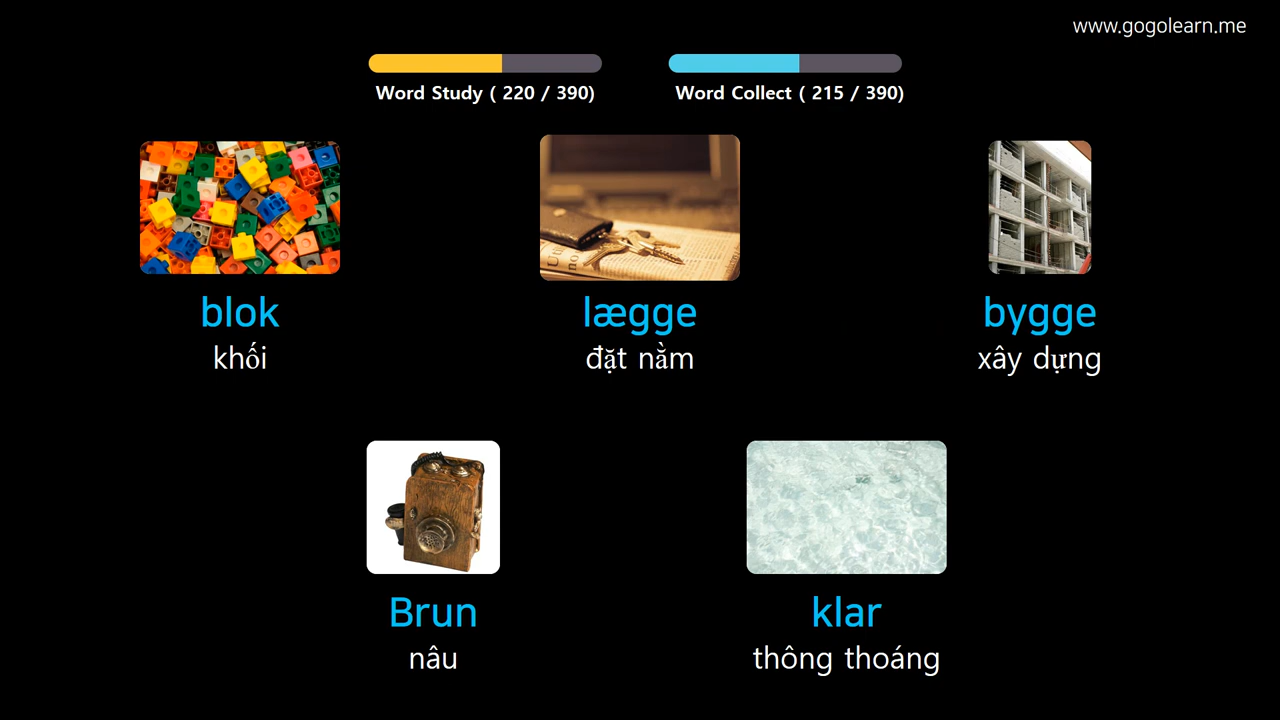 www.gogolearn.me
Word Study ( 220 / 390)
Word Collect ( 215 / 390)
blok
lægge
bygge
khối
đặt nằm
xây dựng
Brun
klar
nâu
thông thoáng